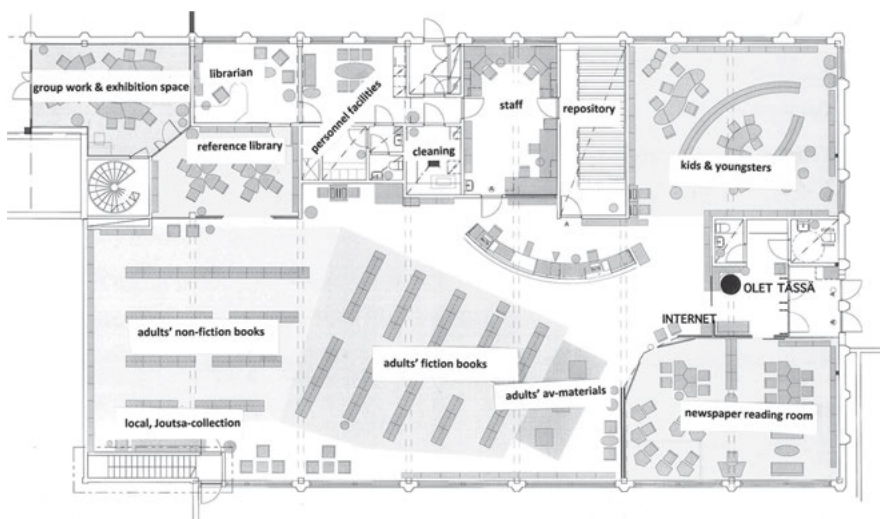 group work & exhibition space
librarian
personnel facilities
staff
repository
reference library
cleaning
kids & youngsters
OLET TÄSSÄ
INTERNET
adults' non-fiction books
adults' fiction books
adults' av-materials
newspaper reading room
local, Joutsa-collection